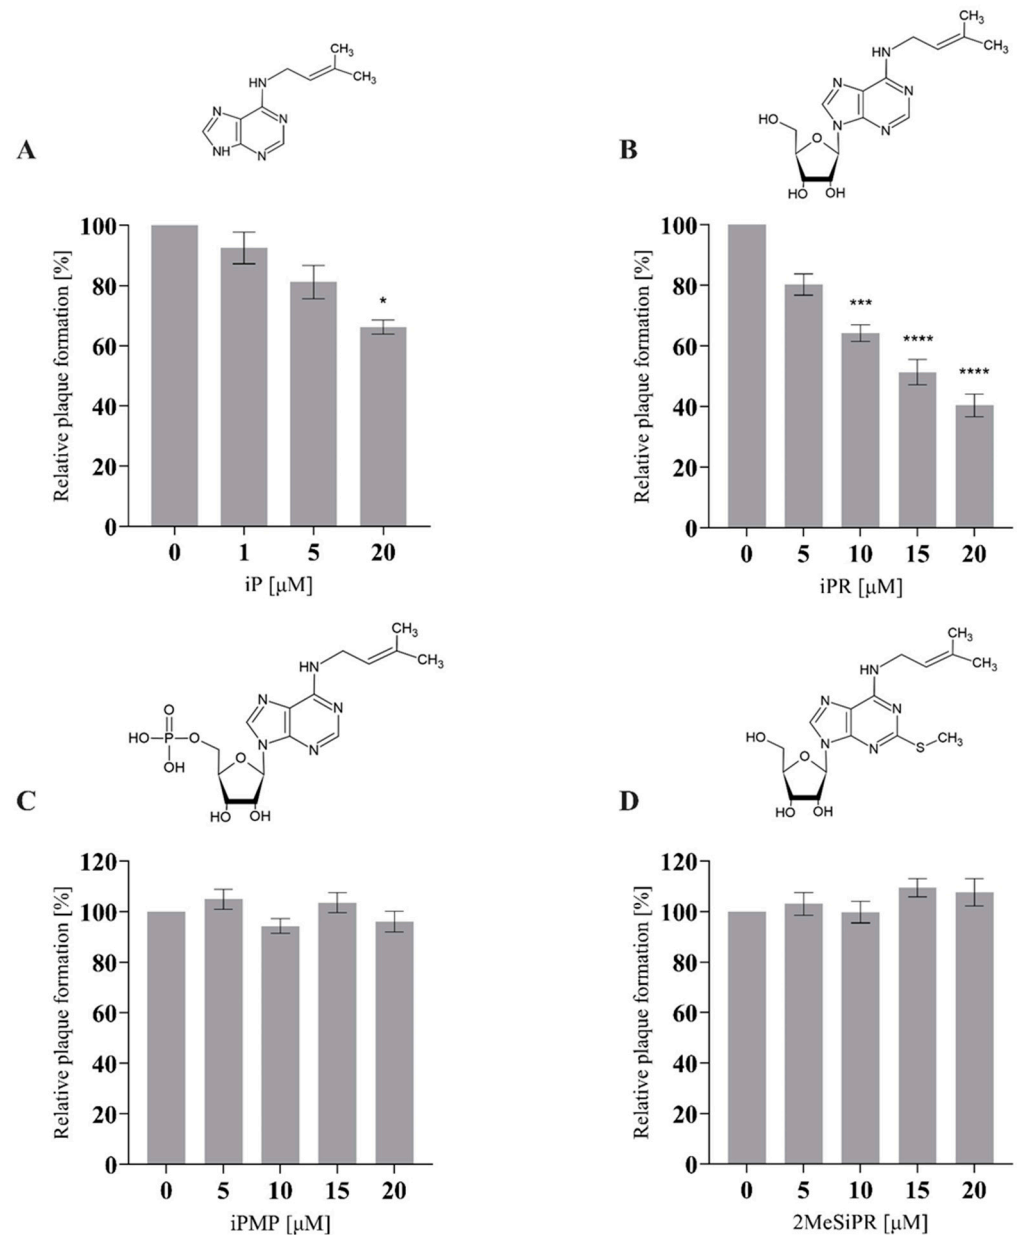 CH3
CH3
HN
N
N
NH
N
A
Relative plaque formation [%]
100
80
60
40
20
0
*
0 1 5 20
iP [μM]
CH3
CH3
HN
N
N
N
N
HO
O
HO OH
B
Relative plaque formation [%]
100
80
60
40
20
0
***
****
****
0 5 10 15 20
iPR [μM]
CH3
CH3
HN
N
N
N
N
O
HO P O
OH
O
HO OH
C
Relative plaque formation [%]
120
100
80
60
40
20
0
0 5 10 15 20
iPMP [μM]
CH3
CH3
HN
N
N
N
N
S CH3
HO
O
HO OH
D
Relative plaque formation [%]
120
100
80
60
40
20
0
0 5 10 15 20
2MeSiPR [μM]